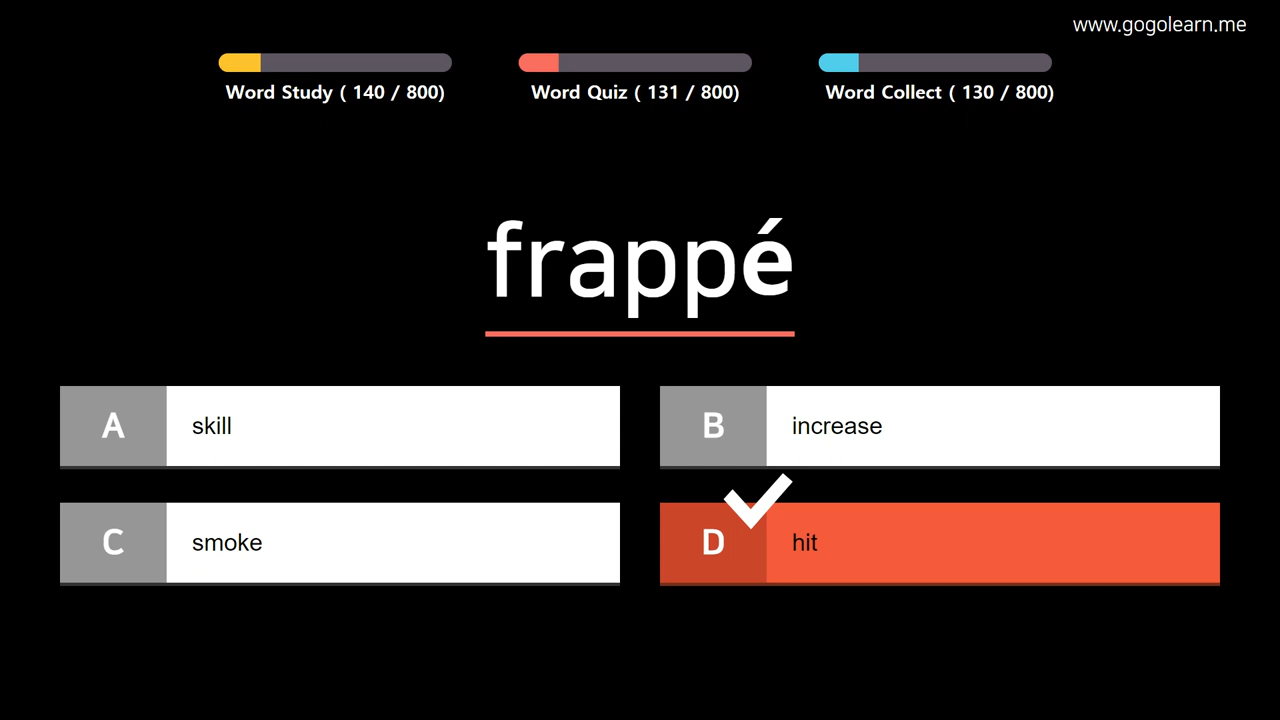 www.gogolearn.me
Word Study ( 140 / 800)
Word Quiz ( 131 / 800)
Word Collect ( 130 / 800)
frappé
A skill
B increase
C smoke
D hit